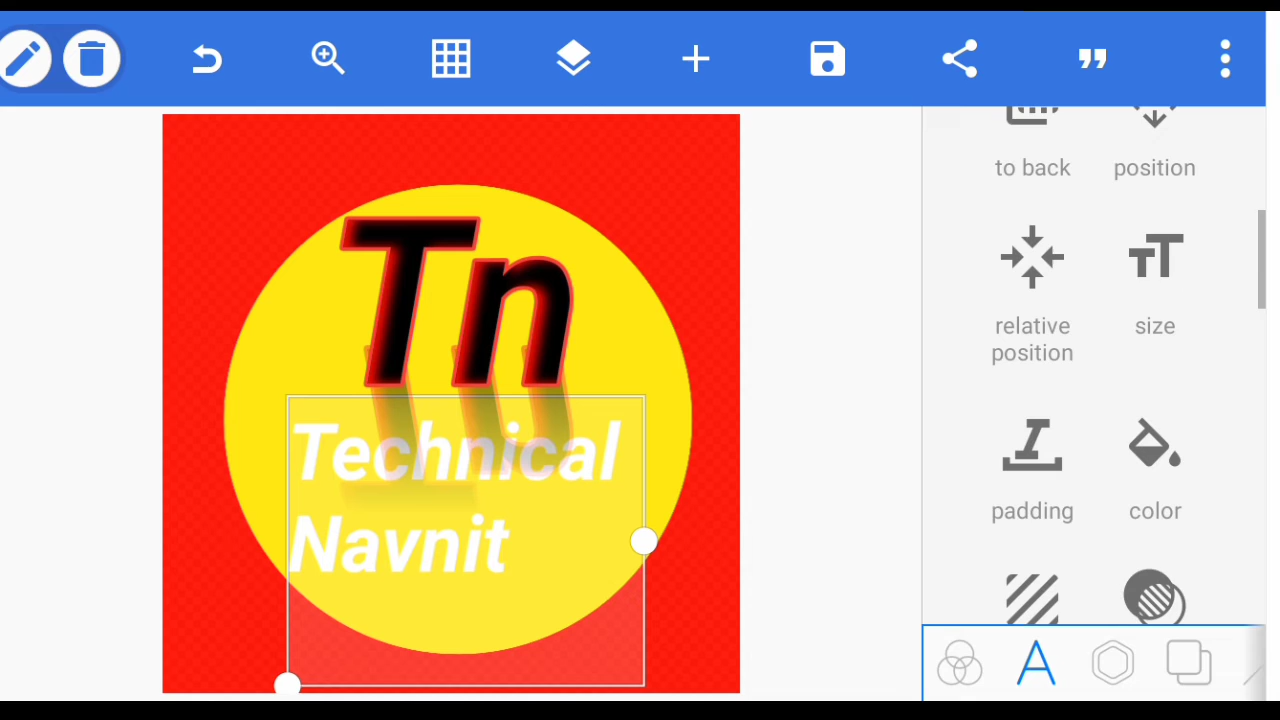 Tn
Technical
Navnit
to back
position
relative
position
size
padding
color